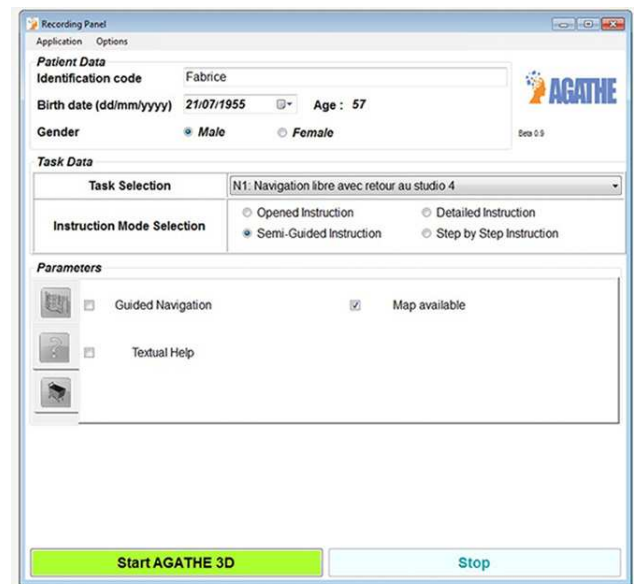 Recording Panel
Application Options
Patient Data
Identification code Fabrice
Birth date (dd/mm/yyyy) 21/07/1955 Age : 57
Gender Male Female
AGATHE
Beta 0.9
Task Data
Task Selection N1: Navigation libre avec retour au studio 4
Instruction Mode Selection
Opened Instruction Detailed Instruction
Semi-Guided Instruction Step by Step Instruction
Parameters
Guided Navigation Map available
? Textual Help
Start AGATHE 3D Stop